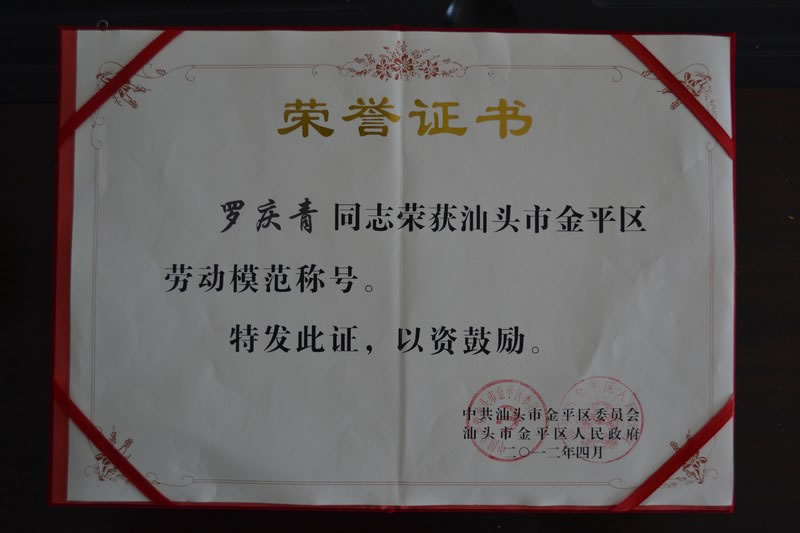 荣誉证书
罗庆青 同志荣获汕头市金平区
劳动模范称号。
特发此证，以资鼓励。
中共汕头市金平区委员会
汕头市金平区人民政府
二〇一二年四月